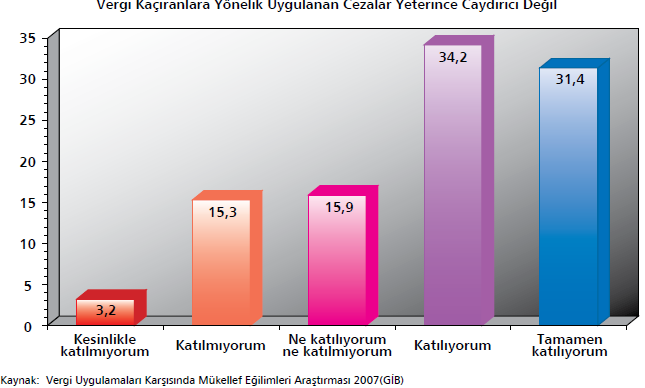 Vergi Kaçıranlara Yönelik Uygulanan Cezalar Yeterince Caydırıcı Değil
35
30
25
20
15
10
5
0
3,2
15,3
15,9
34,2
31,4
Kesinlikle
katılmıyorum
Katılmıyorum
Ne katılıyorum
ne katılmıyorum
Katılıyorum
Tamamen
katılıyorum
Kaynak: Vergi Uygulamaları Karşısında Mükellef Eğilimleri Araştırması 2007(GİB)